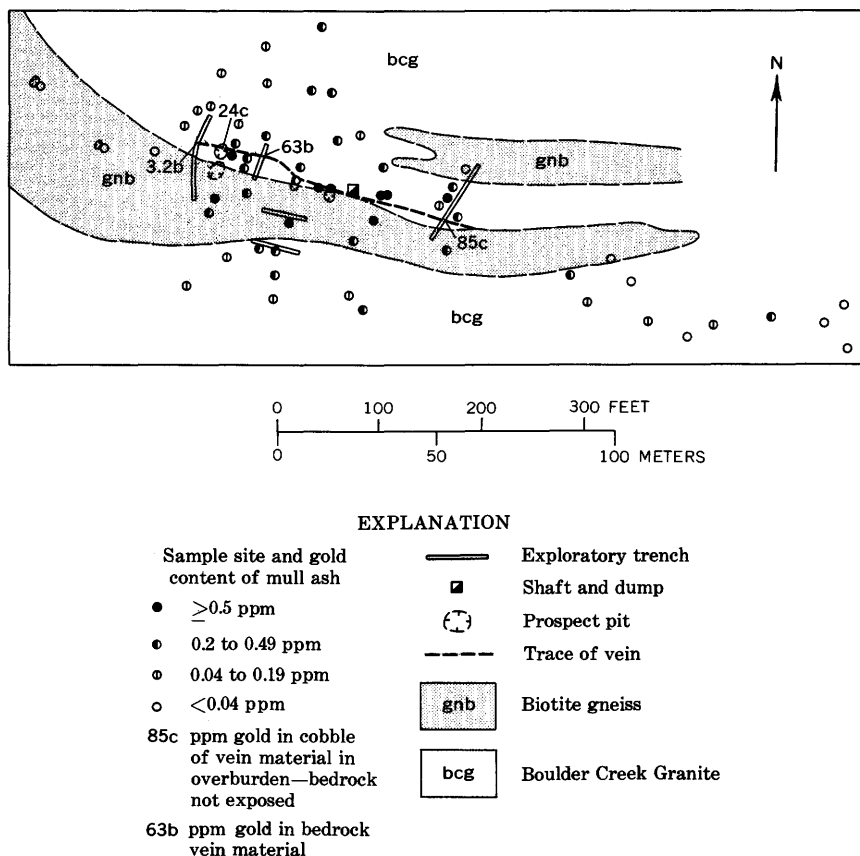 bcg
N
24c
63b
3.2b
gnb
gnb
85c
bcg
0 100 200 300 FEET
0 50 100 METERS
EXPLANATION
Sample site and gold
content of mull ash
≥0.5 ppm
0.2 to 0.49 ppm
0.04 to 0.19 ppm
<0.04 ppm
85c ppm gold in cobble
of vein material in
overburden—bedrock
not exposed
63b ppm gold in bedrock
vein material
Exploratory trench
Shaft and dump
Prospect pit
Trace of vein
gnb Biotite gneiss
bcg Boulder Creek Granite